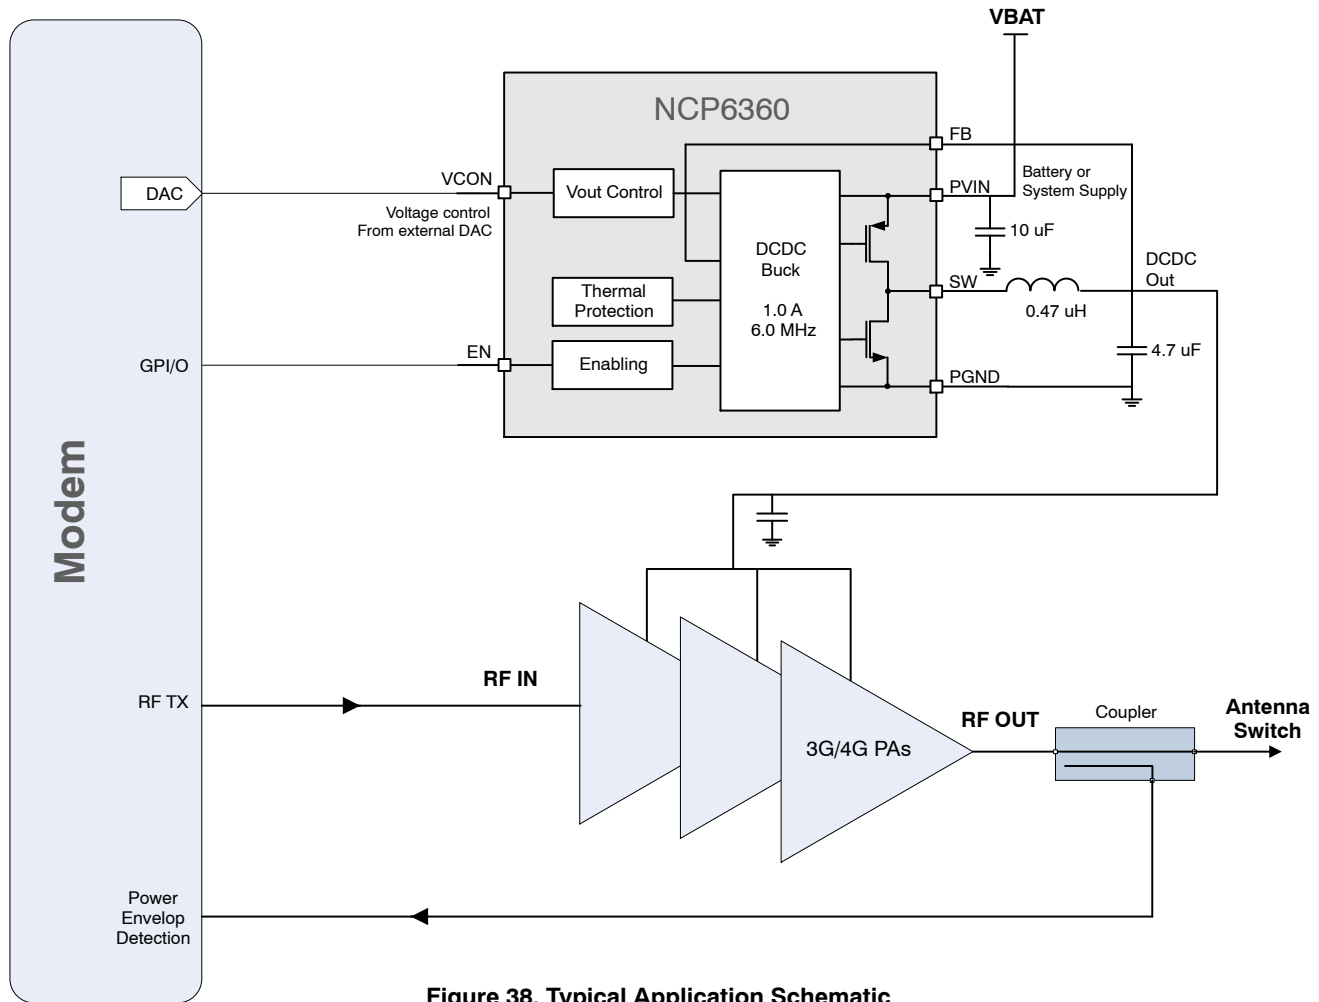 VBAT
NCP6360
FB
DAC
VCON
Voltage control
From external DAC
Vout Control
PVIN
Battery or
System Supply
10 uF
DCDC
Buck
1.0 A
6.0 MHz
Thermal
Protection
SW
0.47 uH
DCDC
Out
GPI/O
EN
Enabling
PGND
4.7 uF
Modem
RF TX
RF IN
3G/4G PAs
RF OUT
Coupler
Antenna
Switch
Power
Envelop
Detection
Figure 38. Typical Application Schematic